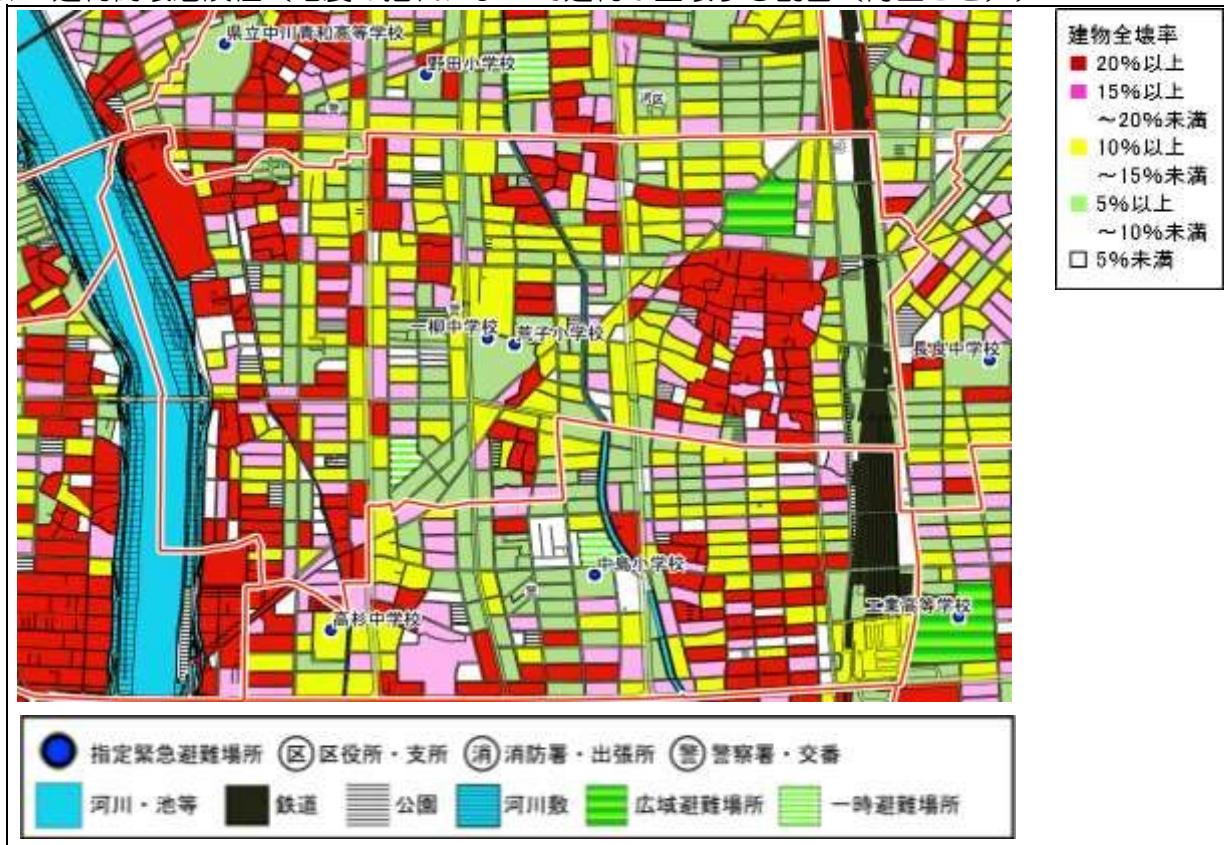 県立中川青和高等学校
野田小学校
消区
警
警
一柳中学校
荒子小学校
長良中学校
中島小学校
警
工業高等学校
高杉中学校
建物全壊率
20%以上
15%以上
～20%未満
10%以上
～15%未満
5%以上
～10%未満
5%未満
指定緊急避難場所 区 区役所・支所 消 消防署・出張所 警 警察署・交番
河川・池等 鉄道 公園 河川敷 広域避難場所 一時避難場所